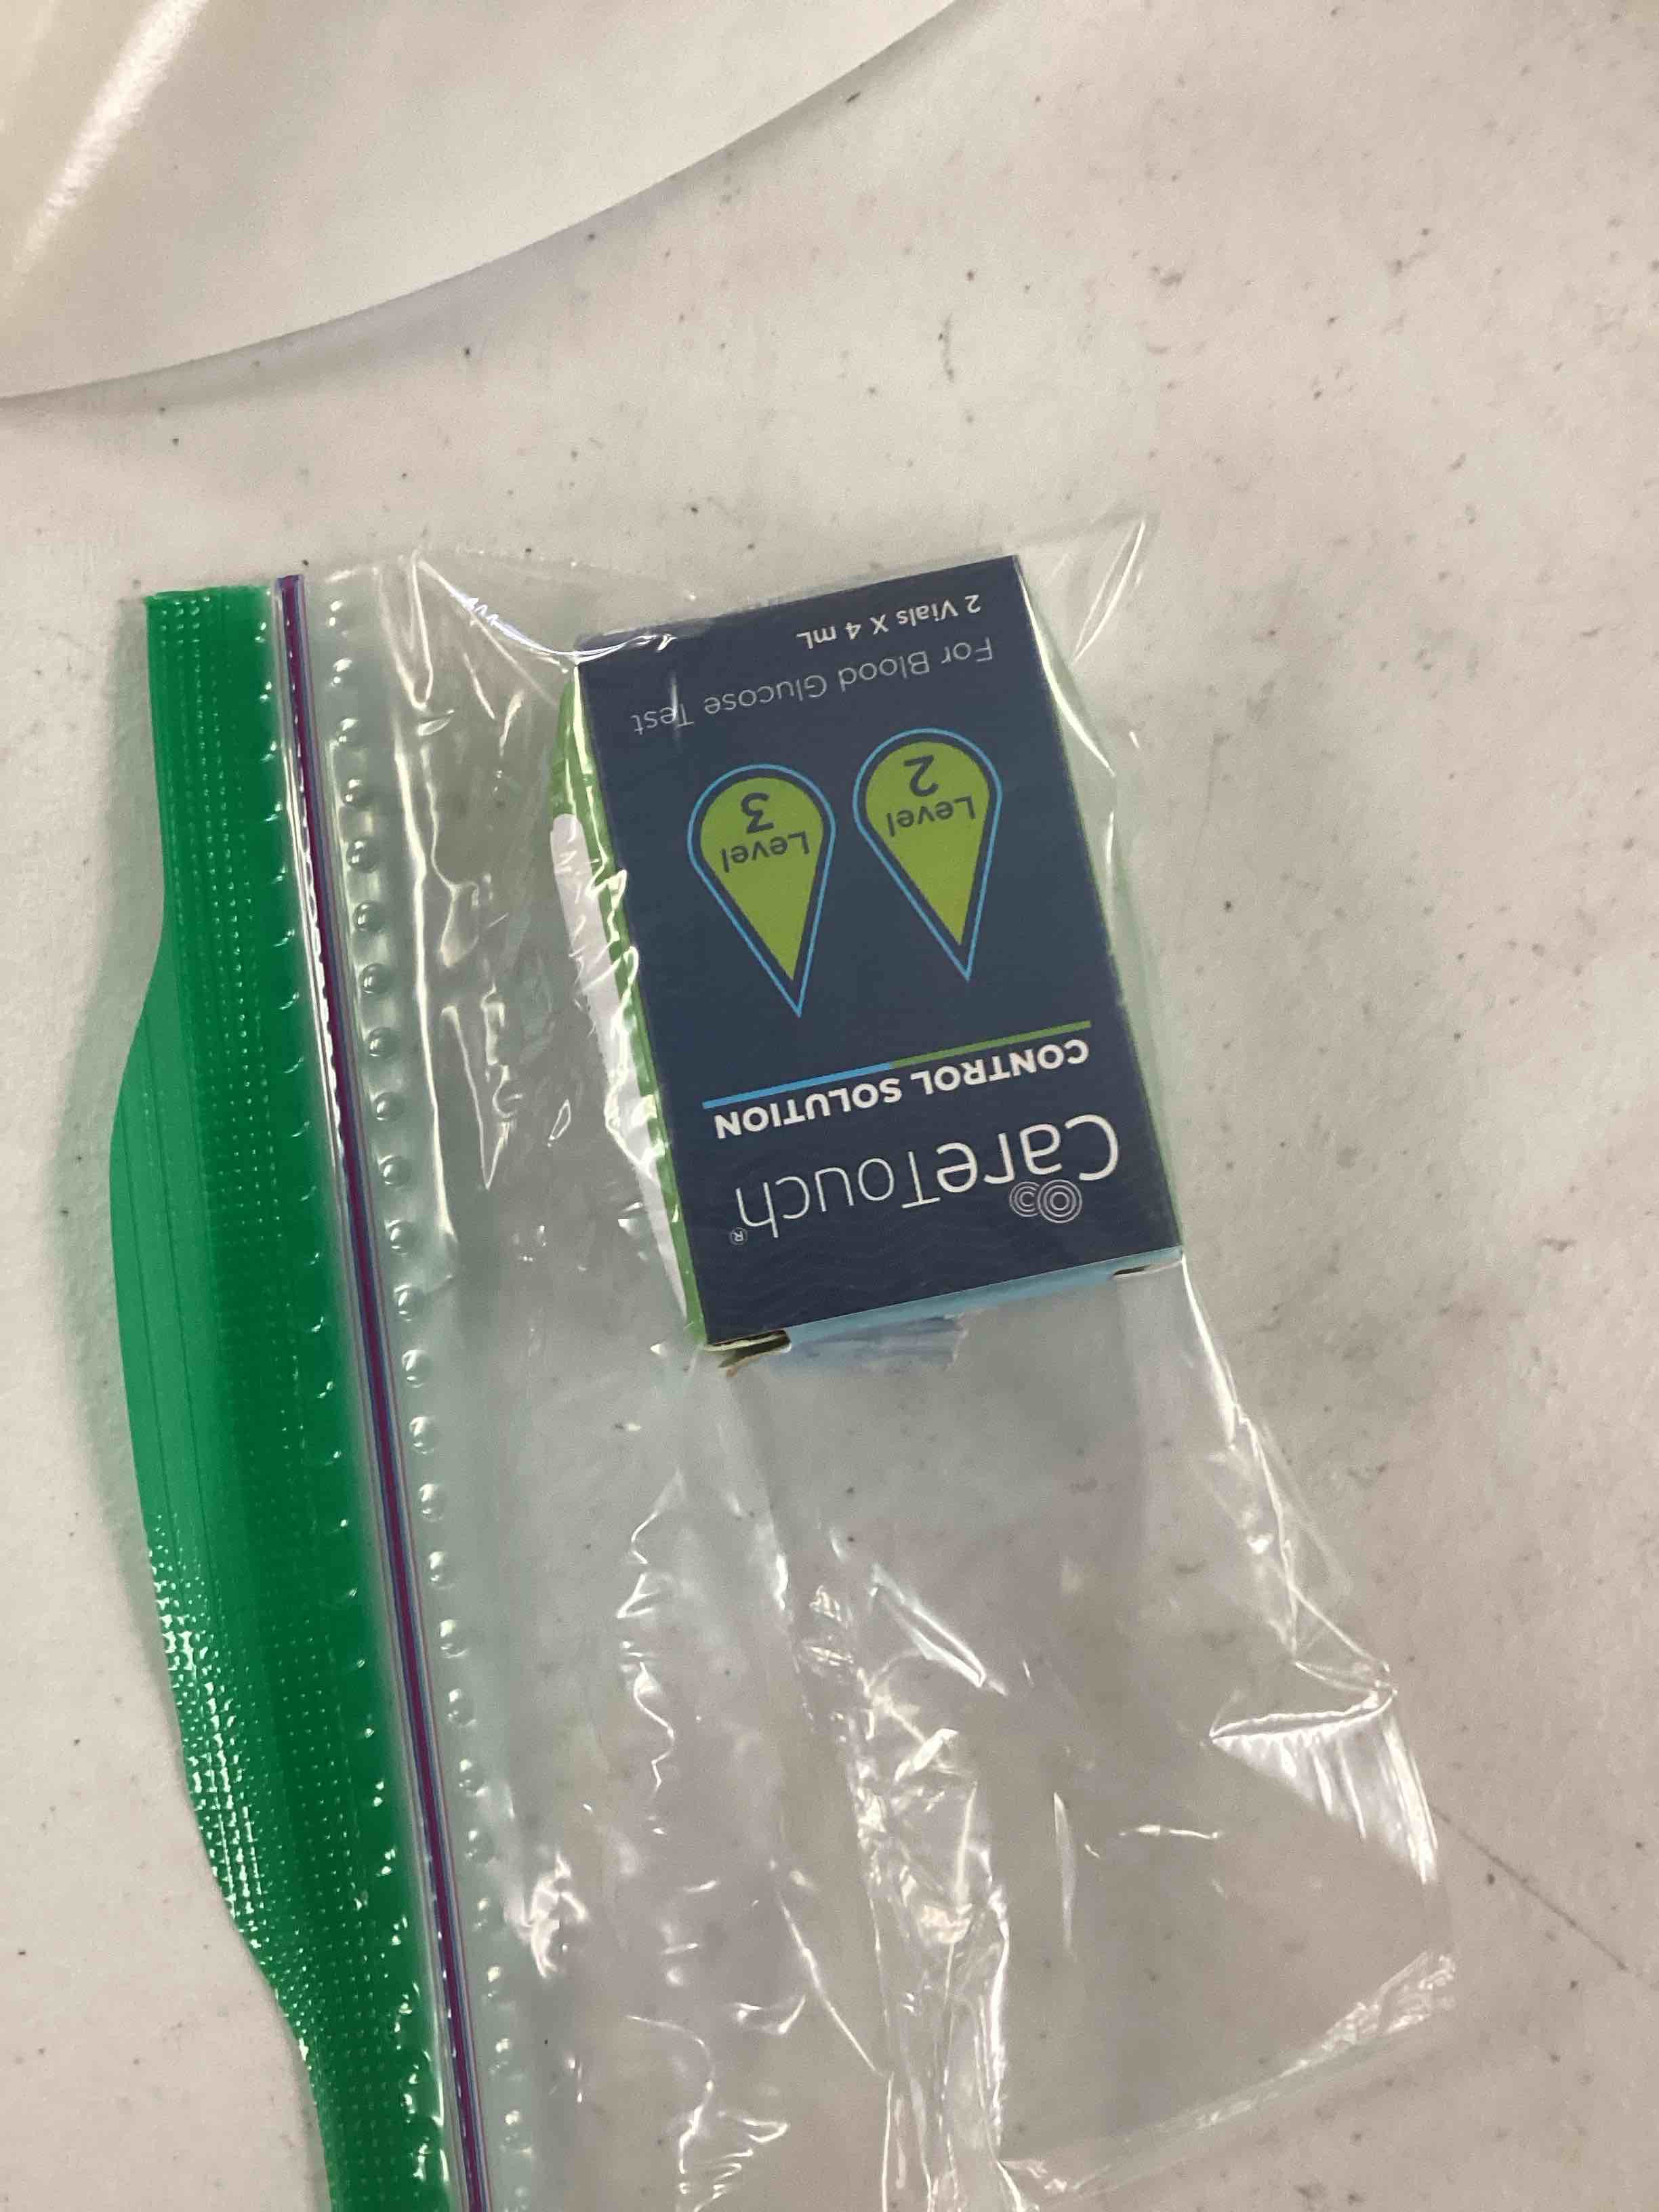 CareTouch®
CONTROL SOLUTION
Level
2
Level
3
For Blood Glucose Test
2 Vials X 4 mL